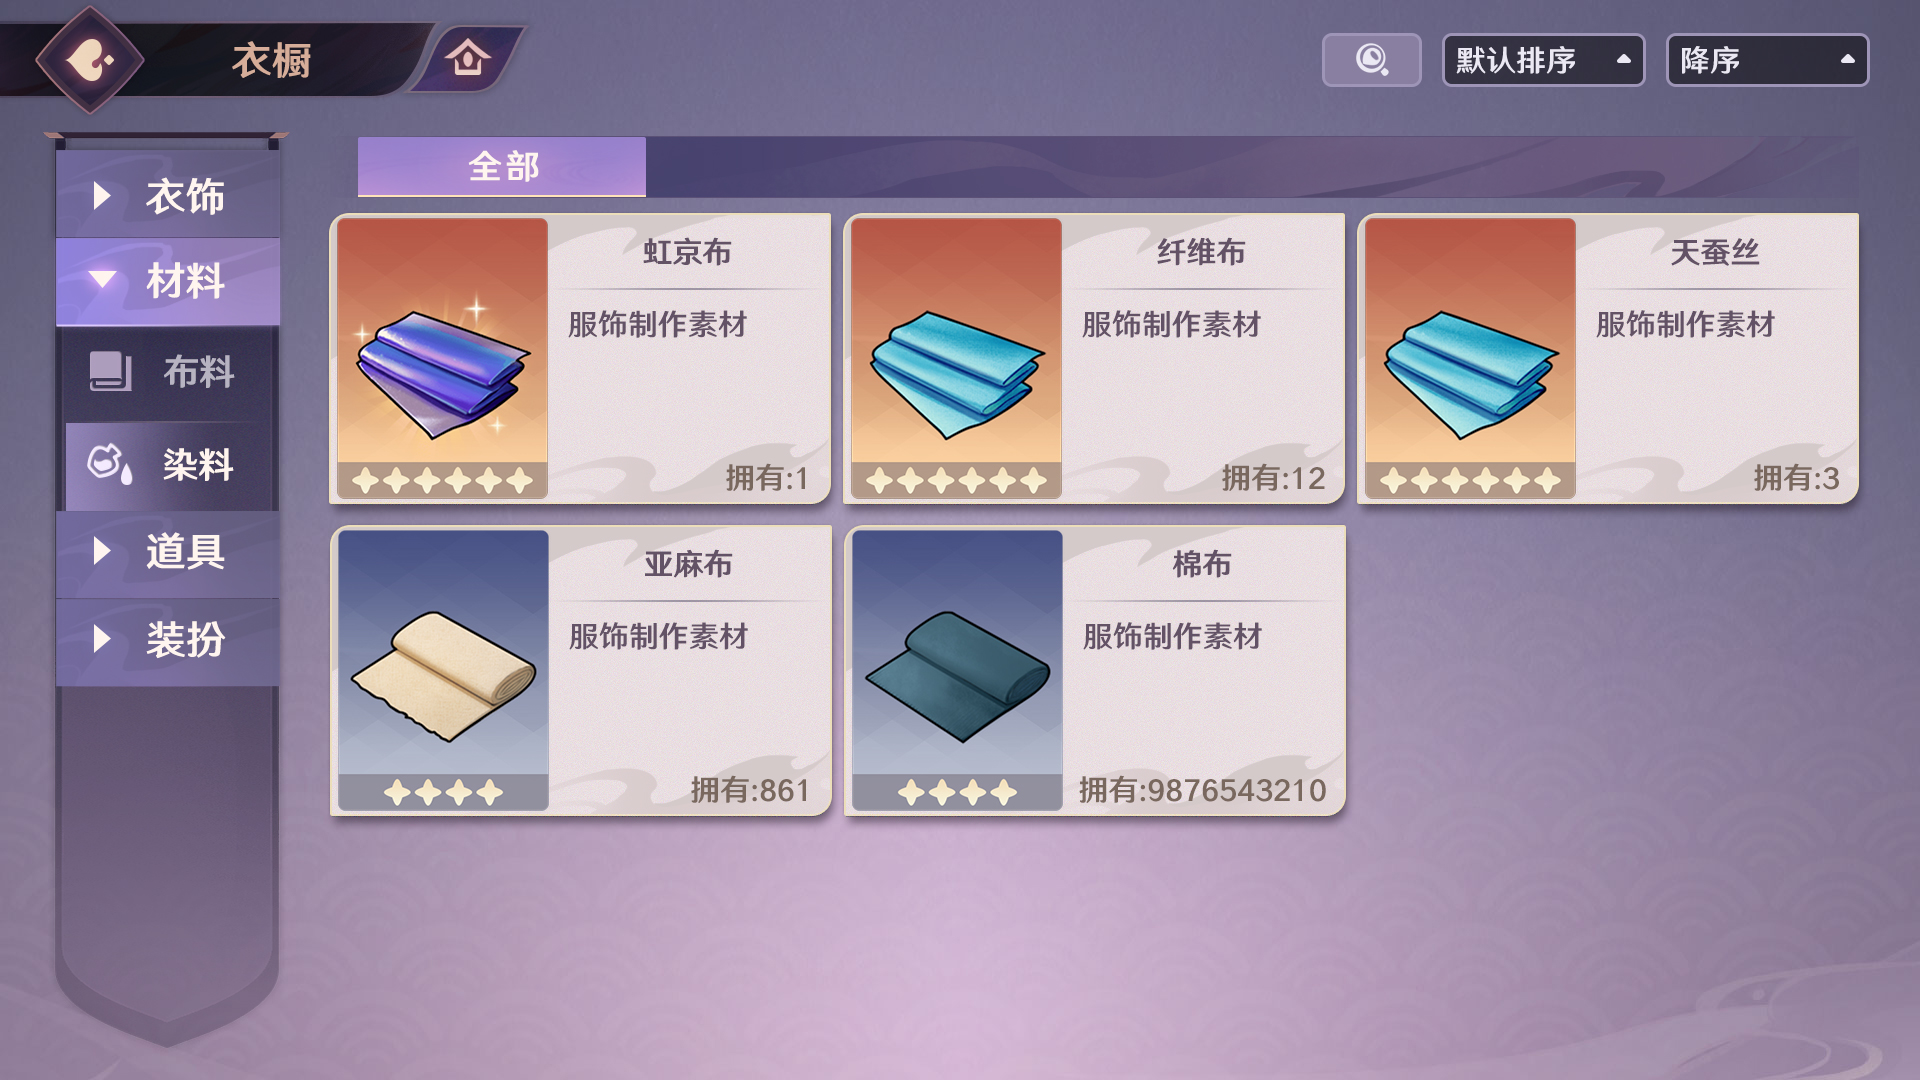 衣橱
默认排序
降序
衣饰
材料
布料
染料
道具
装扮
全部
虹京布
服饰制作素材
拥有:1
纤维布
服饰制作素材
拥有:12
天蚕丝
服饰制作素材
拥有:3
亚麻布
服饰制作素材
拥有:861
棉布
服饰制作素材
拥有:9876543210